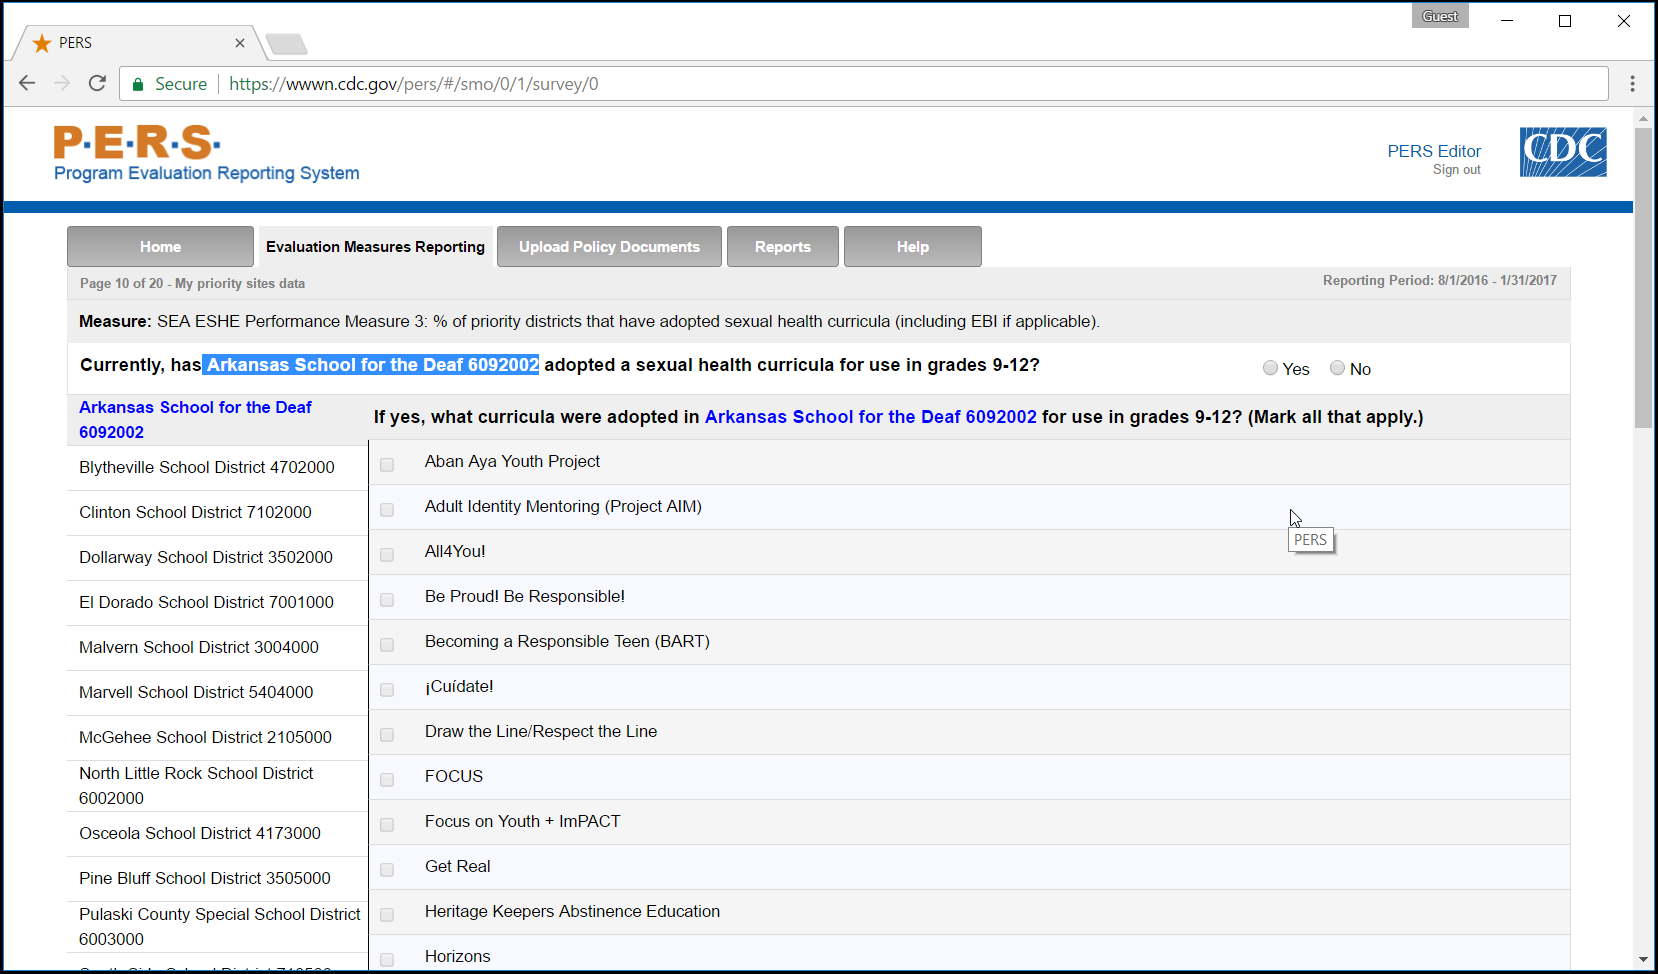 Guest
PERS
Secure
https://wwwn.cdc.gov/pers/#/smo/0/1/survey/0
P·E·R·S·
Program Evaluation Reporting System
PERS Editor
Sign out
CDC
Home
Evaluation Measures Reporting
Upload Policy Documents
Reports
Help
Page 10 of 20 - My priority sites data
Reporting Period: 8/1/2016 - 1/31/2017
Measure: SEA ESHE Performance Measure 3: % of priority districts that have adopted sexual health curricula (including EBI if applicable).
Currently, has Arkansas School for the Deaf 6092002 adopted a sexual health curricula for use in grades 9-12?
Yes
No
Arkansas School for the Deaf
6092002
Blytheville School District 4702000
Clinton School District 7102000
Dollarway School District 3502000
El Dorado School District 7001000
Malvern School District 3004000
Marvell School District 5404000
McGehee School District 2105000
North Little Rock School District
6002000
Osceola School District 4173000
Pine Bluff School District 3505000
Pulaski County Special School District
6003000
If yes, what curricula were adopted in Arkansas School for the Deaf 6092002 for use in grades 9-12? (Mark all that apply.)
Aban Aya Youth Project
Adult Identity Mentoring (Project AIM)
All4You!
Be Proud! Be Responsible!
Becoming a Responsible Teen (BART)
¡Cuídate!
Draw the Line/Respect the Line
FOCUS
Focus on Youth + ImPACT
Get Real
Heritage Keepers Abstinence Education
Horizons
PERS